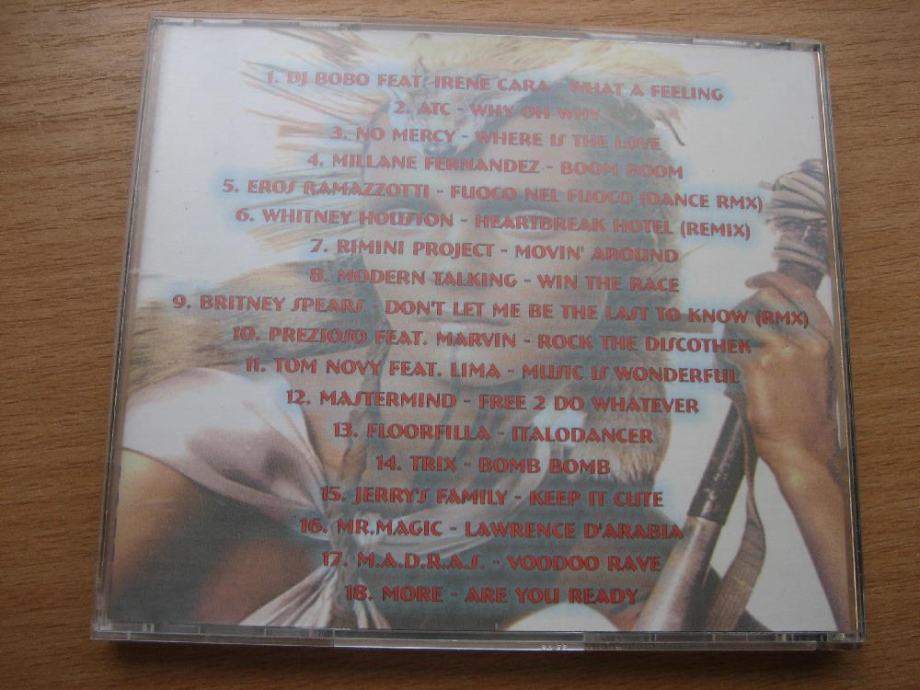 1. DJ BOBO FEAT. IRENE CARA - WHAT A FEELING
2. ATC - WHY OH WHY
3. NO MERCY - WHERE IS THE LOVE
4. MILLANE FERNANDEZ - BOOM BOOM
5. EROS RAMAZZOTTI - FUOCO NEL FUOCO (DANCE RMX)
6. WHITNEY HOUSTON - HEARTBREAK HOTEL (REMIX)
7. RIMINI PROJECT - MOVIN' AROUND
8. MODERN TALKING - WIN THE RACE
9. BRITNEY SPEARS - DON'T LET ME BE THE LAST TO KNOW (RMX)
10. PREZIOSO FEAT. MARVIN - ROCK THE DISCOTHEK
11. TOM NOVY FEAT. LIMA - MUSIC IS WONDERFUL
12. MASTERMIND - FREE 2 DO WHATEVER
13. FLOORFILLA - ITALODANCER
14. TRIX - BOMB BOMB
15. JERRY'S FAMILY - KEEP IT CUTE
16. MR.MAGIC - LAWRENCE D'ARABIA
17. M.A.D.R.A.S. - VOODOO RAVE
18. MORE - ARE YOU READY